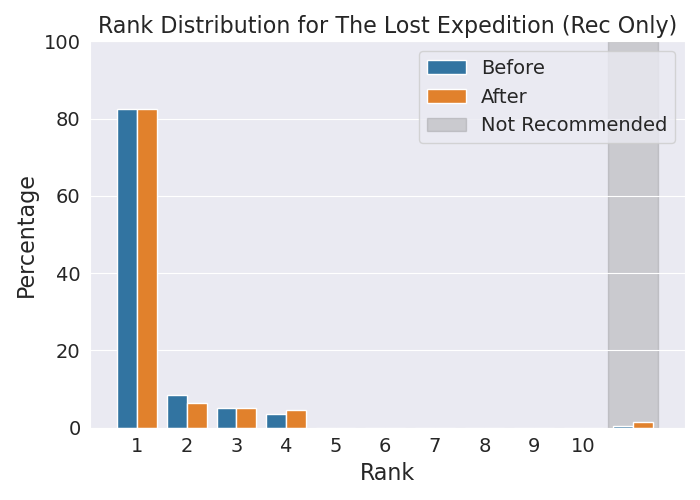 Rank Distribution for The Lost Expedition (Rec Only)
100
80
60
40
20
0
Percentage
Before
After
Not Recommended
1 2 3 4 5 6 7 8 9 10
Rank